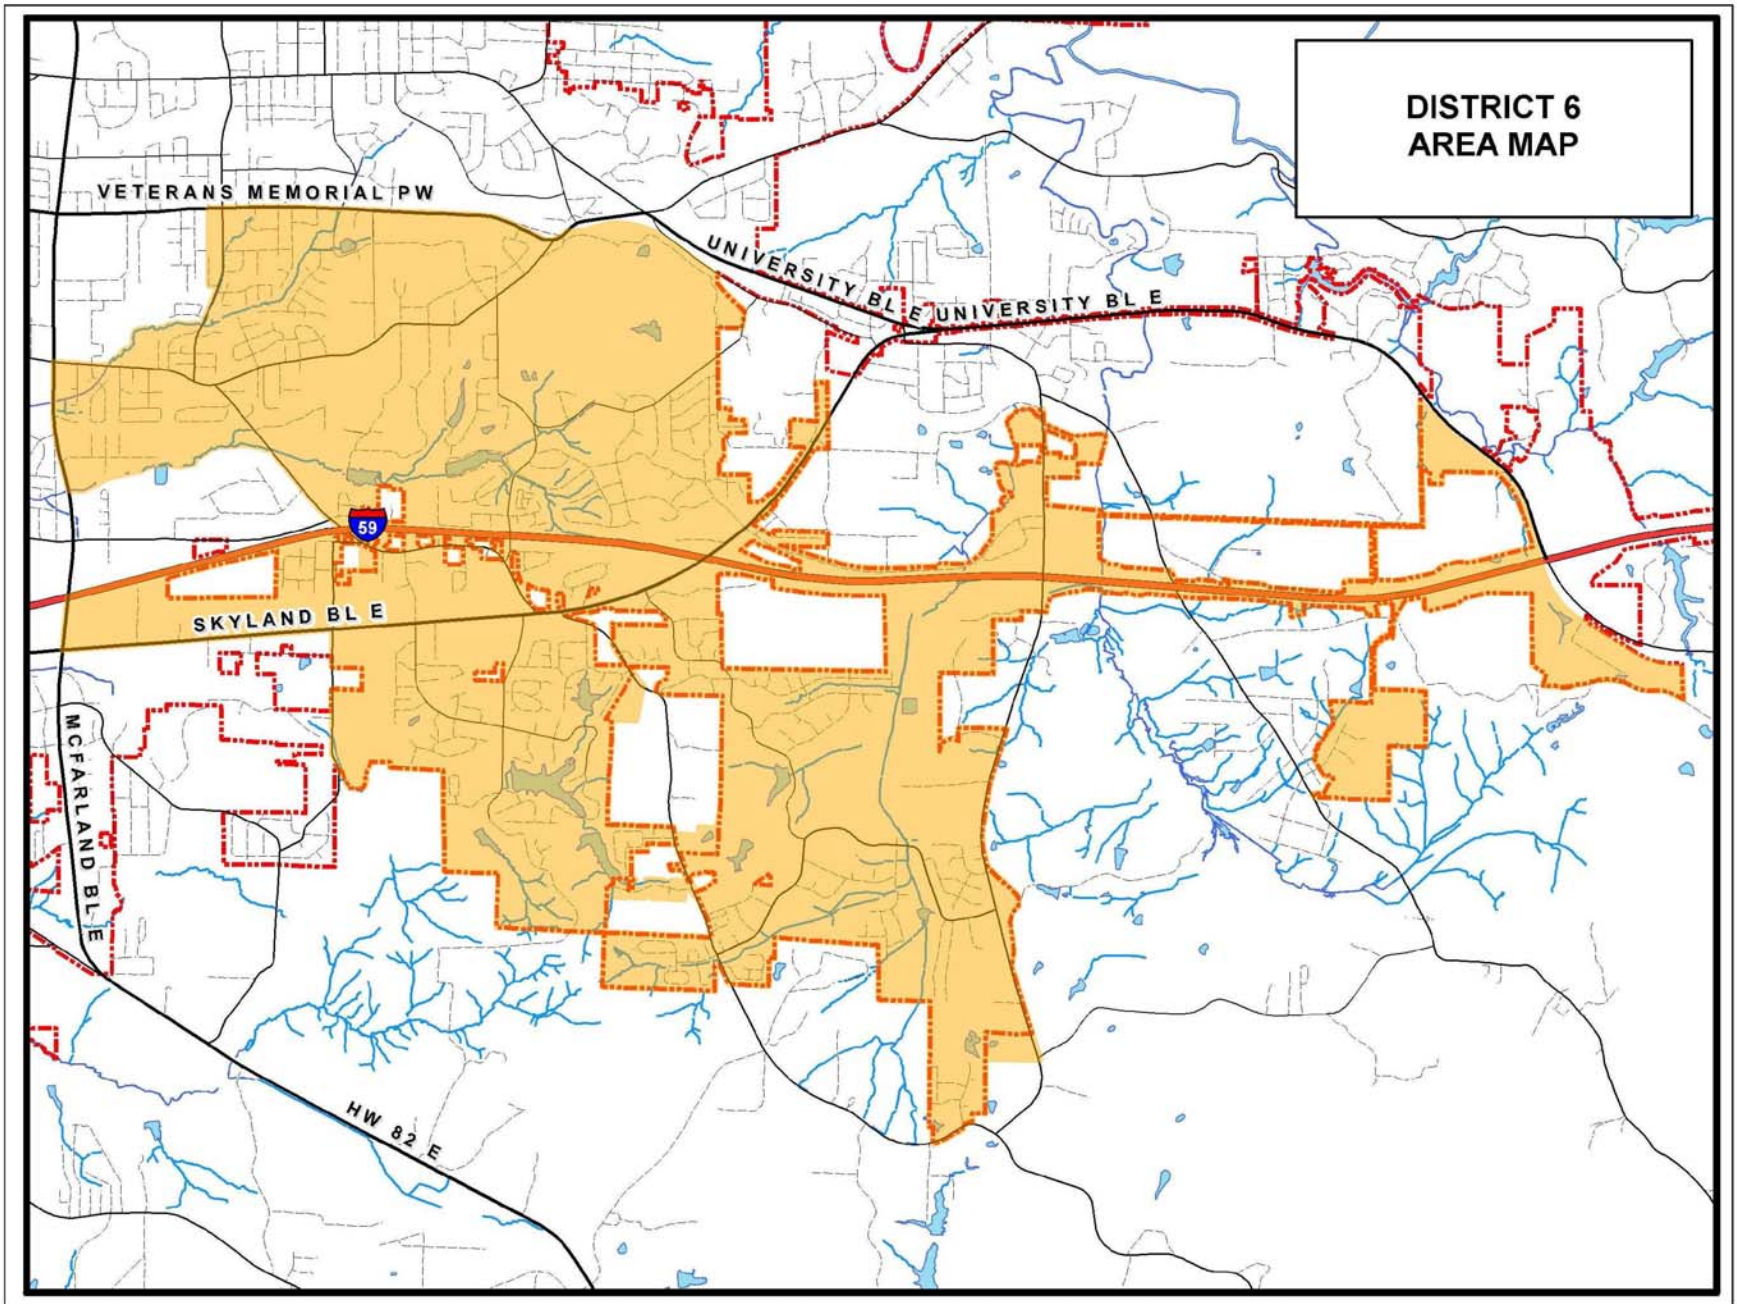 DISTRICT 6
AREA MAP
VETERANS MEMORIAL PW
UNIVERSITY BL E
UNIVERSITY BL E
59
SKYLAND BL E
MCFARLAND BL E
HW 82 E